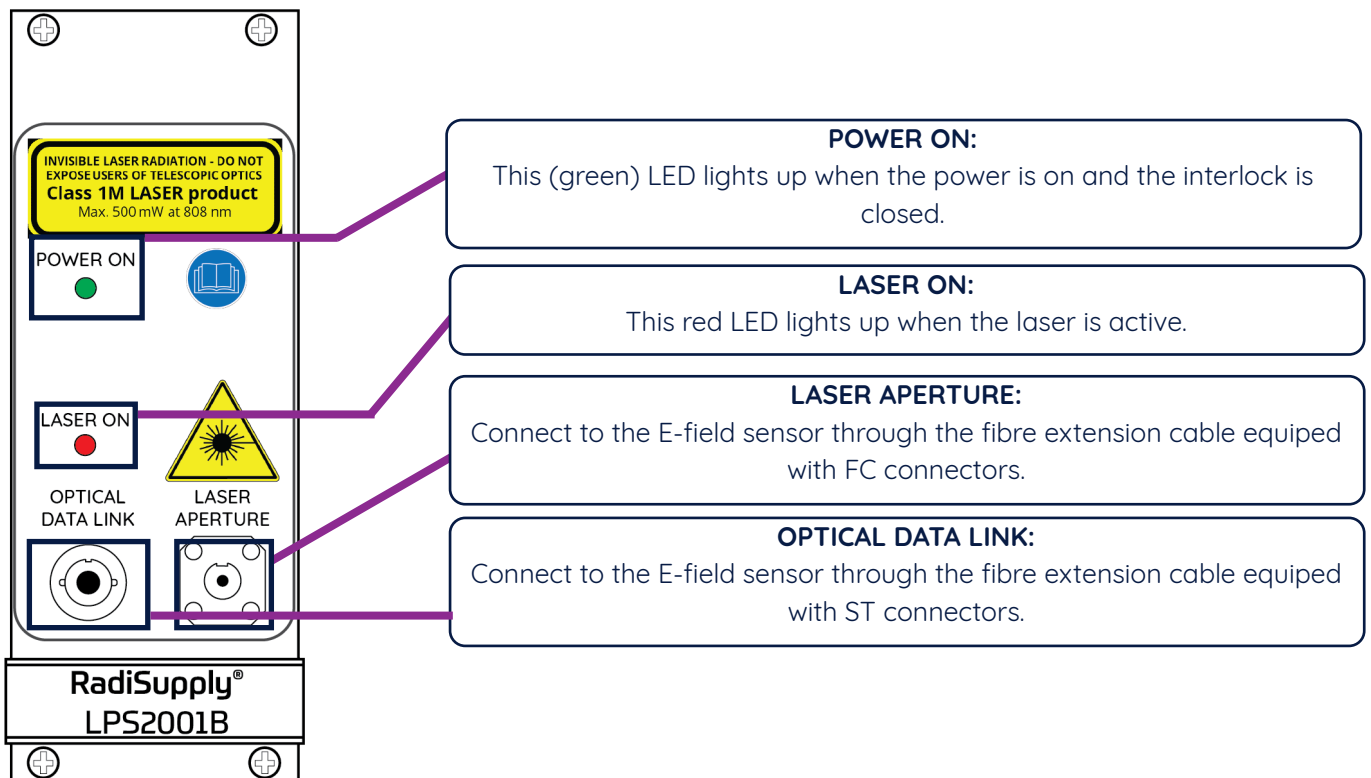 INVISIBLE LASER RADIATION - DO NOT
EXPOSE USERS OF TELESCOPIC OPTICS
Class 1M LASER product
Max. 500 mW at 808 nm
POWER ON
LASER ON
OPTICAL
DATA LINK
LASER
APERTURE
RadiSupply®
LPS2001B
POWER ON:
This (green) LED lights up when the power is on and the interlock is
closed.
LASER ON:
This red LED lights up when the laser is active.
LASER APERTURE:
Connect to the E-field sensor through the fibre extension cable equiped
with FC connectors.
OPTICAL DATA LINK:
Connect to the E-field sensor through the fibre extension cable equiped
with ST connectors.